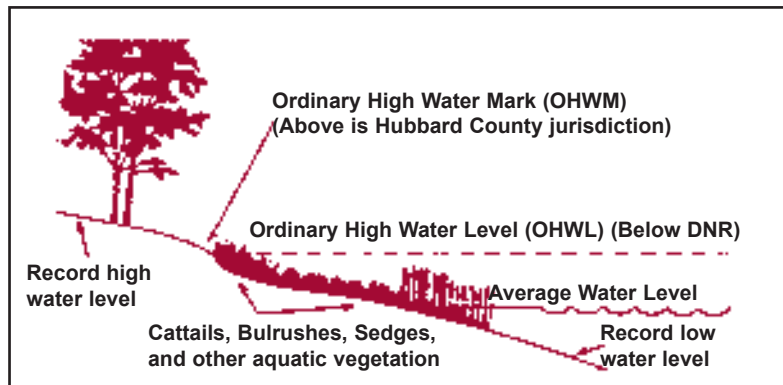 Ordinary High Water Mark (OHWM)
(Above is Hubbard County jurisdiction)
Ordinary High Water Level (OHWL) (Below DNR)
Record high
water level
Average Water Level
Cattails, Bulrushes, Sedges,
and other aquatic vegetation
Record low
water level